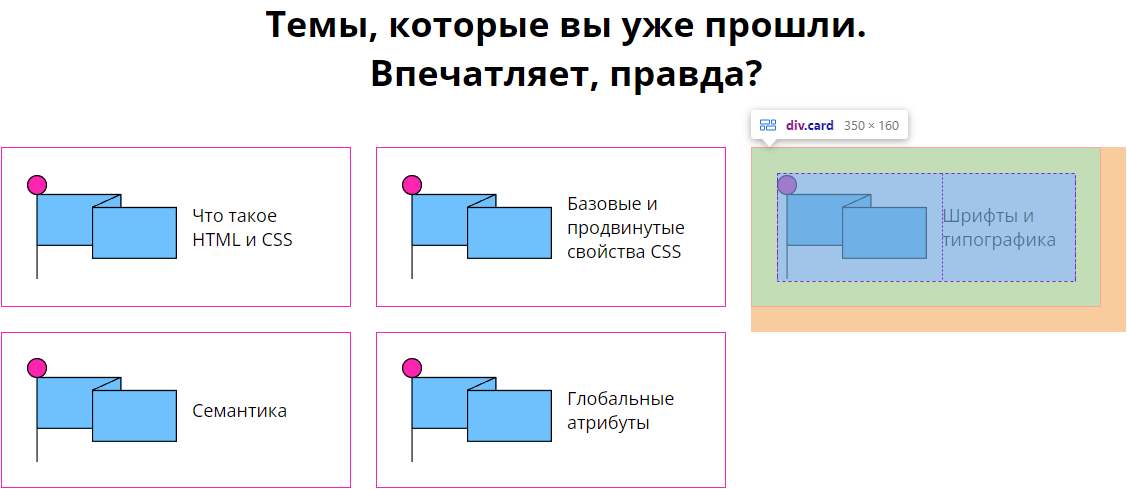 Темы, которые вы уже прошли.
Впечатляет, правда?
div.card 350 × 160
Что такое
HTML и CSS
Базовые и
продвинутые
свойства CSS
Шрифты и
типографика
Семантика
Глобальные
атрибуты